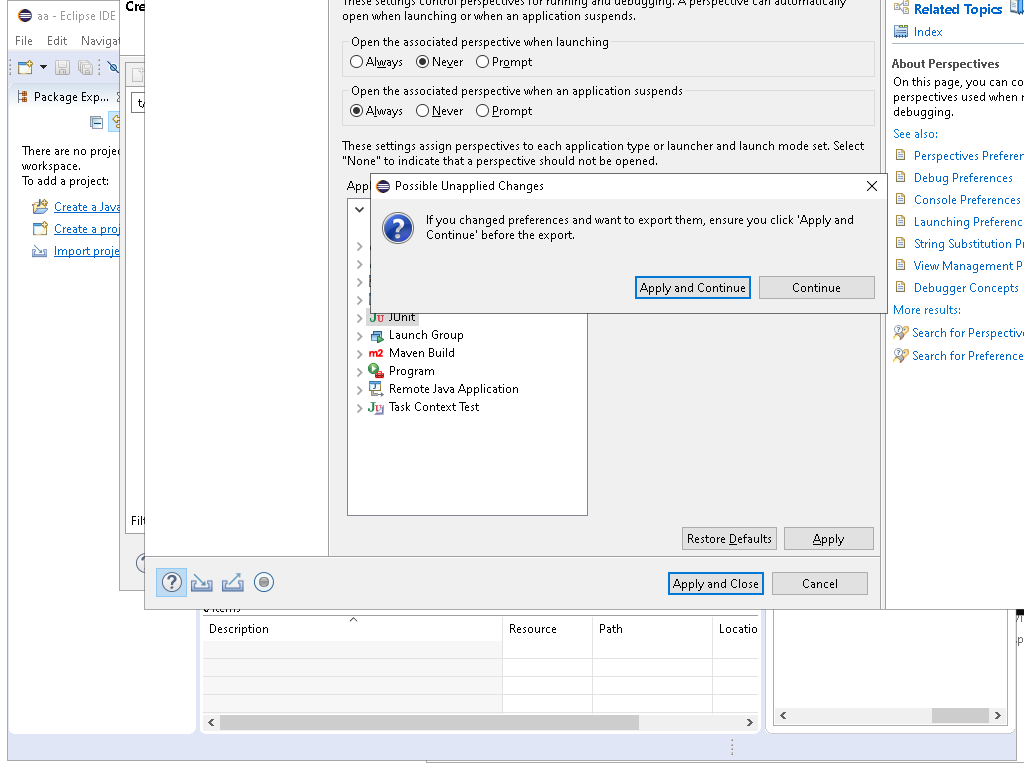 aa - Eclipse IDE
Cre
File Edit Navigat
Package Exp...
There are no proje
workspace.
To add a project:
Create a Java
Create a proj
Import proje
t/
Filt
These settings control perspectives for running and debugging. A perspective can automatically
open when launching or when an application suspends.
Open the associated perspective when launching
Always Never Prompt
Open the associated perspective when an application suspends
Always Never Prompt
These settings assign perspectives to each application type or launcher and launch mode set. Select
"None" to indicate that a perspective should not be opened.
Appl
Possible Unapplied Changes
If you changed preferences and want to export them, ensure you click 'Apply and
Continue' before the export.
Apply and Continue Continue
JUnit
Launch Group
m2 Maven Build
Program
Remote Java Application
Task Context Test
Restore Defaults Apply
Apply and Close Cancel
Related Topics
Index
About Perspectives
On this page, you can co
perspectives used when r
debugging.
See also:
Perspectives Preferen
Debug Preferences
Console Preferences
Launching Preferenc
String Substitution Pr
View Management P
Debugger Concepts
More results:
Search for Perspective
Search for Preference
items
Description Resource Path Locatio